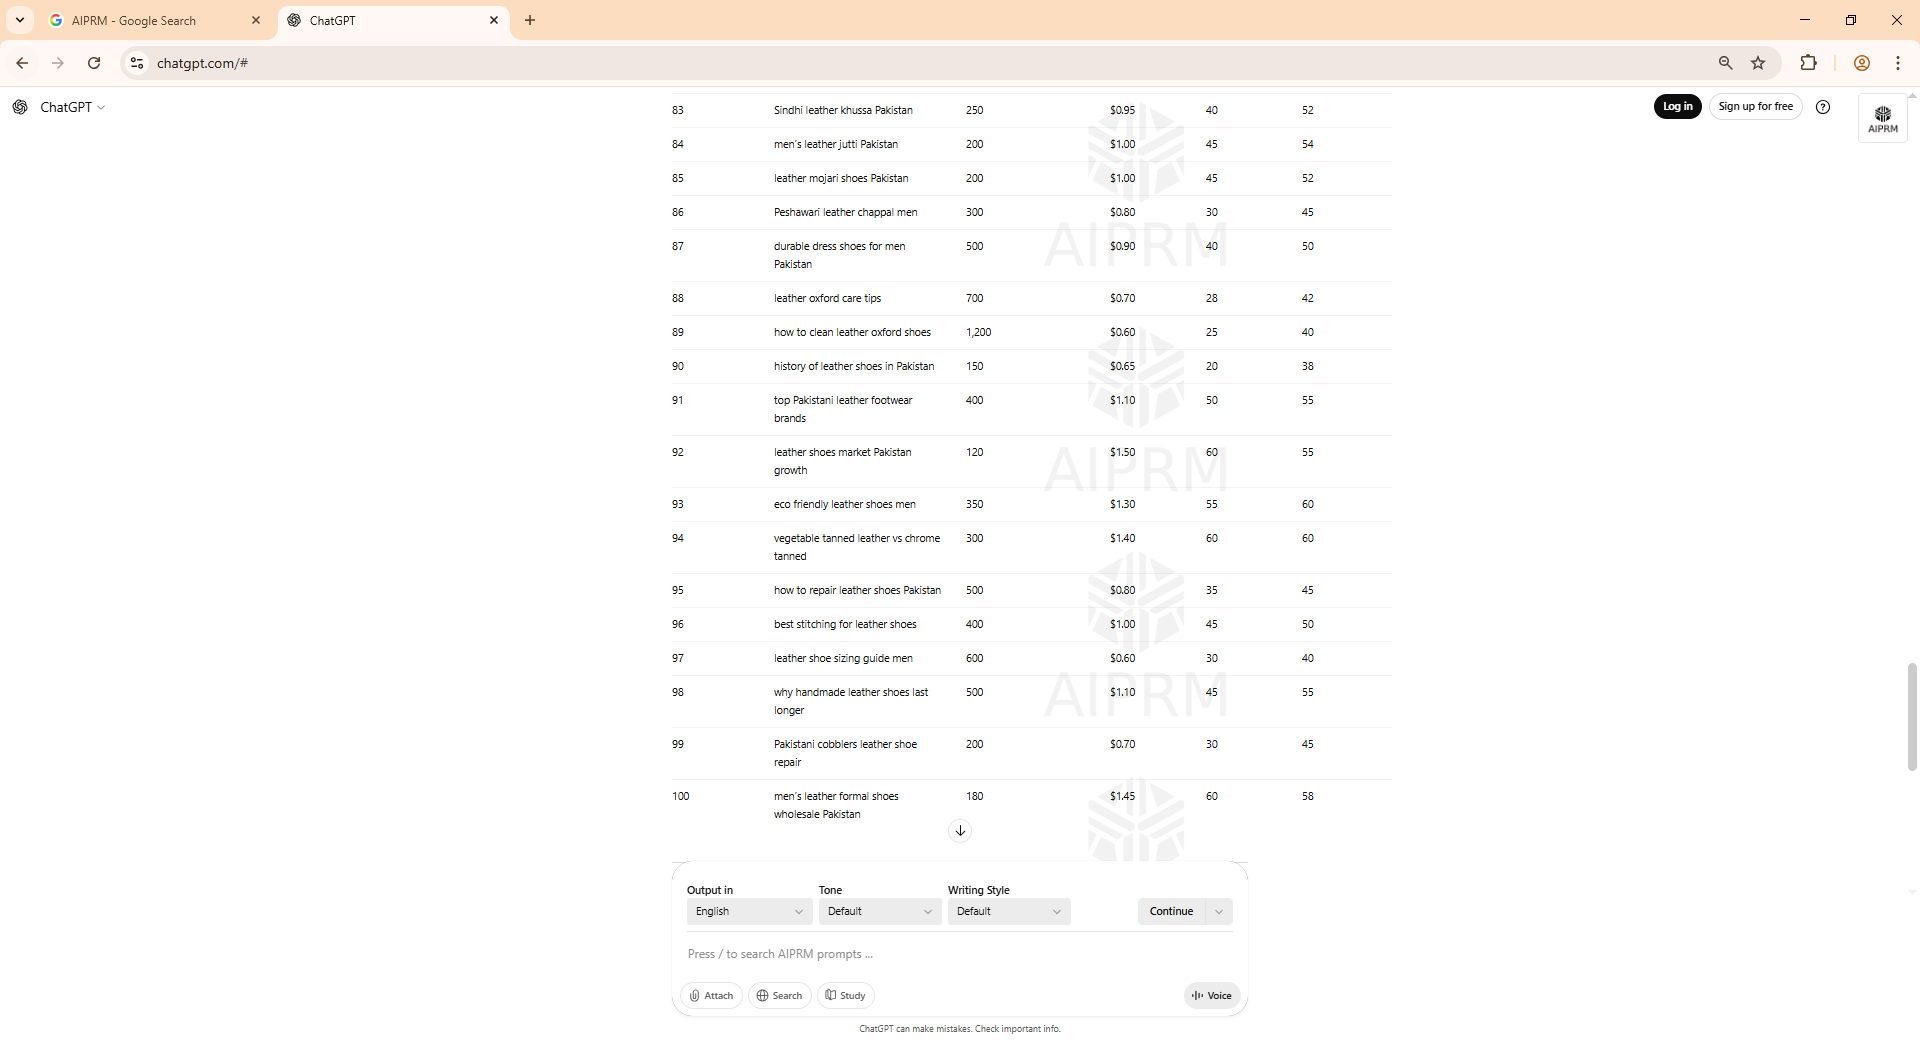 AIPRM - Google Search
ChatGPT
chatgpt.com/#
ChatGPT
Log in
Sign up for free
AIPRM
83 Sindhi leather khussa Pakistan 250 $0.95 40 52
84 men's leather jutti Pakistan 200 $1.00 45 54
85 leather mojari shoes Pakistan 200 $1.00 45 52
86 Peshawari leather chappal men 300 $0.80 30 45
87 durable dress shoes for men 500 $0.90 40 50
Pakistan
AIPRM
88 leather oxford care tips 700 $0.70 28 42
89 how to clean leather oxford shoes 1,200 $0.60 25 40
90 history of leather shoes in Pakistan 150 $0.65 20 38
91 top Pakistani leather footwear 400 $1.10 50 55
brands
92 leather shoes market Pakistan 120 $1.50 60 55
growth
AIPRM
93 eco friendly leather shoes men 350 $1.30 55 60
94 vegetable tanned leather vs chrome 300 $1.40 60 60
tanned
95 how to repair leather shoes Pakistan 500 $0.80 35 45
96 best stitching for leather shoes 400 $1.00 45 50
97 leather shoe sizing guide men 600 $0.60 30 40
98 why handmade leather shoes last 500 $1.10 45 55
longer
AIPRM
99 Pakistani cobblers leather shoe 200 $0.70 30 45
repair
100 men's leather formal shoes 180 $1.45 60 58
wholesale Pakistan
Output in Tone Writing Style
English Default Default Continue
Press / to search AIPRM prompts ...
Attach Search Study Voice
ChatGPT can make mistakes. Check important info.